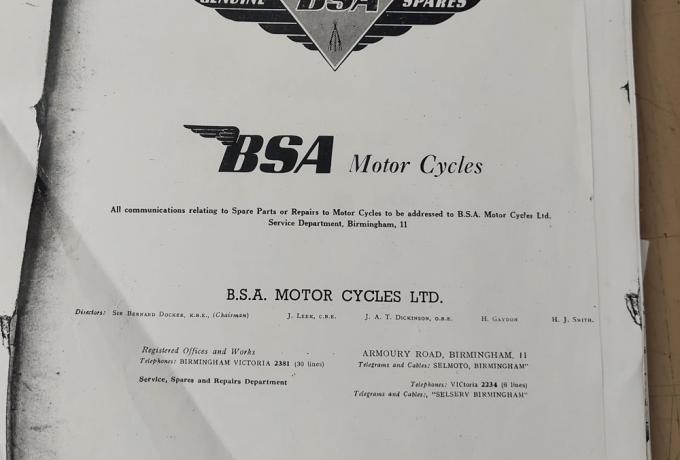 GENUINE BSA SPARES
BSA Motor Cycles
All communications relating to Spare Parts or Repairs to Motor Cycles to be addressed to B.S.A. Motor Cycles Ltd.
Service Department, Birmingham, 11
B.S.A. MOTOR CYCLES LTD.
Directors: Sir Bernard Docker, K.B.E., (Chairman) J. Leek, C.B.E. J. A. T. Dickinson, O.B.E. H. Gaydon H. J. Smith.
Registered Offices and Works ARMOURY ROAD, BIRMINGHAM, 11
Telephones: BIRMINGHAM VICTORIA 2381 (30 lines) Telegrams and Cables: SELMOTO, BIRMINGHAM"
Service, Spares and Repairs Department Telephones: VICtoria 2234 (6 lines)
Telegrams and Cables:, "SELSERV BIRMINGHAM"